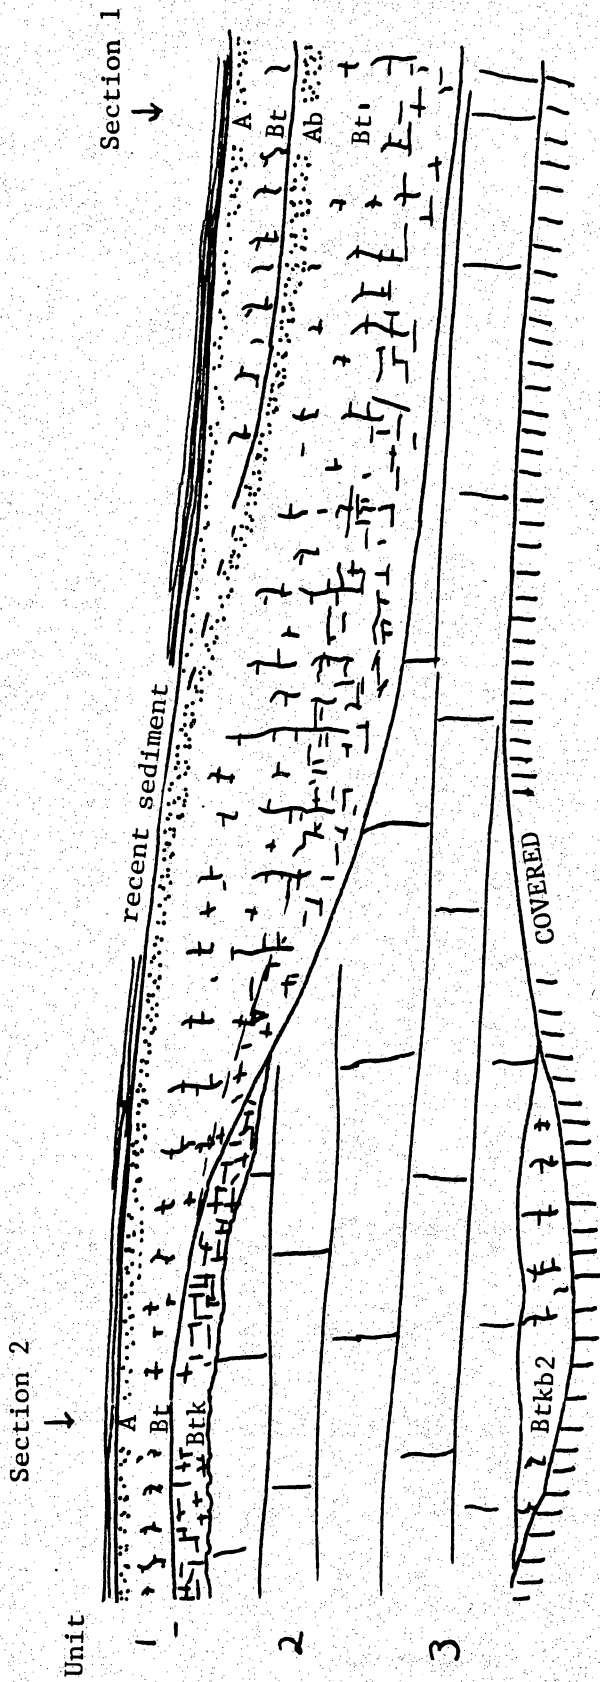 Section 2
Section 1
Unit
recent sediment
1
A
Bt
Btk
A
Bt
Ab
Bt
2
3
Btkb2
COVERED